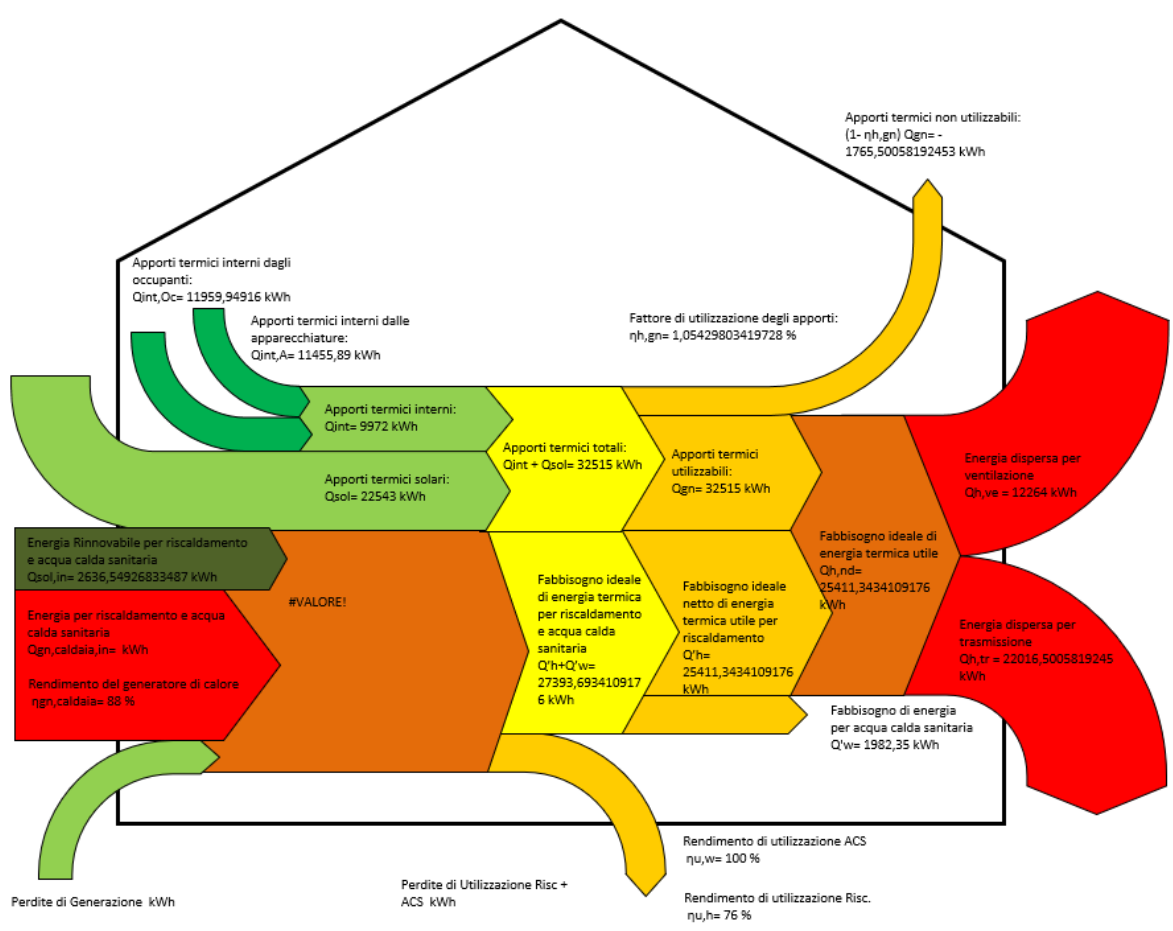 Apporti termici non utilizzabili:
(1- ηh,gn) Qgn= -
1765,50058192453 kWh
Apporti termici interni dagli
occupanti:
Qint,Oc= 11959,94916 kWh
Apporti termici interni dalle
apparecchiature:
Qint,A= 11455,89 kWh
Fattore di utilizzazione degli apporti:
ηh,gn= 1,05429803419728 %
Apporti termici interni:
Qint= 9972 kWh
Apporti termici solari:
Qsol= 22543 kWh
Apporti termici totali:
Qint + Qsol= 32515 kWh
Apporti termici
utilizzabili:
Qgn= 32515 kWh
Energia dispersa per
ventilazione
Qh,ve = 12264 kWh
Energia Rinnovabile per riscaldamento
e acqua calda sanitaria
Qsol,in= 2636,54926833487 kWh
Energia per riscaldamento e acqua
calda sanitaria
Qgn,caldaia,in=  kWh
Rendimento del generatore di calore
ηgn,caldaia= 88 %
#VALORE!
Fabbisogno ideale
di energia termica
per riscaldamento
e acqua calda
sanitaria
Q'h+Q'w=
27393,693410917
6 kWh
Fabbisogno ideale
netto di energia
termica utile per
riscaldamento
Q'h=
25411,3434109176
kWh
Fabbisogno ideale di
energia termica utile
Qh,nd=
25411,3434109176
kWh
Energia dispersa per
trasmissione
Qh,tr = 22016,5005819245
kWh
Fabbisogno di energia
per acqua calda sanitaria
Q'w= 1982,35 kWh
Perdite di Generazione  kWh
Perdite di Utilizzazione Risc +
ACS  kWh
Rendimento di utilizzazione ACS
ηu,w= 100 %
Rendimento di utilizzazione Risc.
ηu,h= 76 %